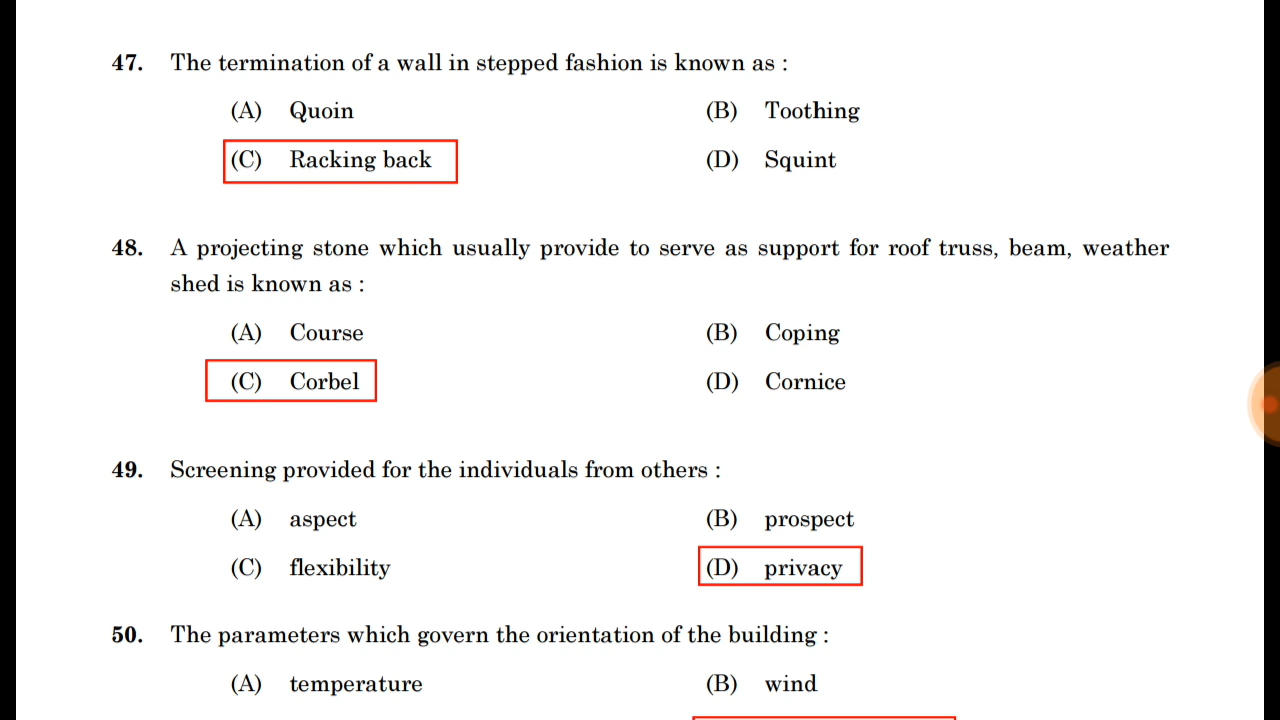 47. The termination of a wall in stepped fashion is known as :
(A) Quoin (B) Toothing
(C) Racking back (D) Squint
48. A projecting stone which usually provide to serve as support for roof truss, beam, weather
shed is known as :
(A) Course (B) Coping
(C) Corbel (D) Cornice
49. Screening provided for the individuals from others :
(A) aspect (B) prospect
(C) flexibility (D) privacy
50. The parameters which govern the orientation of the building :
(A) temperature (B) wind